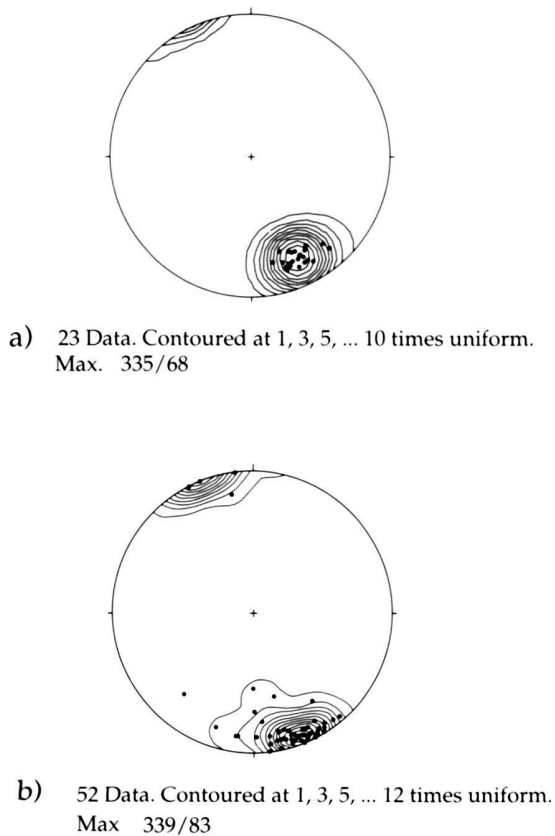 a) 23 Data. Contoured at 1, 3, 5, ... 10 times uniform.
Max. 335/68
b) 52 Data. Contoured at 1, 3, 5, ... 12 times uniform.
Max 339/83